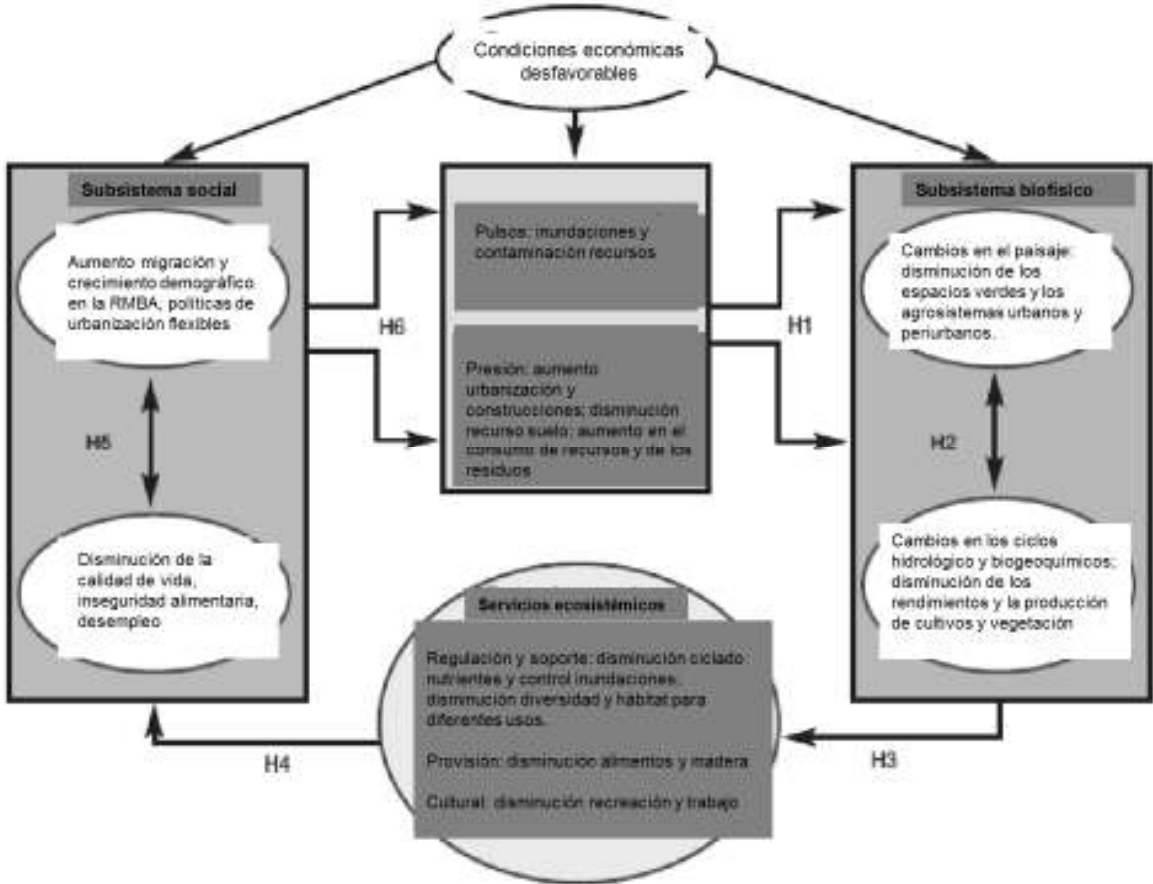 Condiciones económicas
desfavorables
Subsistema social
Aumento migración y
crecimiento demográfico
en la RMBA, políticas de
urbanización flexibles
H5
Disminución de la
calidad de vida,
inseguridad alimentaria,
desempleo
H6
Pulsos: inundaciones y
contaminación recursos
Presión: aumento
urbanización y
construcciones; disminución
recurso suelo; aumento en el
consumo de recursos y de los
residuos
H1
Subsistema biofísico
Cambios en el paisaje:
disminución de los
espacios verdes y los
agrosistemas urbanos y
periurbanos.
H2
Cambios en los ciclos
hidrológico y biogeoquímicos;
disminución de los
rendimientos y la producción
de cultivos y vegetación
H3
Servicios ecosistémicos
Regulación y soporte: disminución ciclado
nutrientes y control inundaciones;
disminución diversidad y hábitat para
diferentes usos.
Provisión: disminución alimentos y madera
Cultural: disminución recreación y trabajo
H4